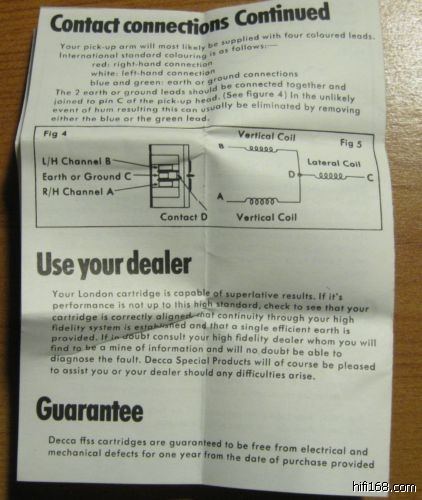 Contact connections Continued
Your pick-up arm will most likely be supplied with four coloured leads.
International standard colouring is as follows:—
red: right-hand connection
white: left-hand connection
blue and green: earth or ground connections
The 2 earth or ground leads should be connected together and
joined to pin C of the pick-up head. (See figure 4) In the unlikely
event of hum resulting this can usually be eliminated by removing
either the blue or the green lead.
Fig 4
L/H Channel B
Earth or Ground C
R/H Channel A
Contact D
Vertical Coil
Fig 5
B
Lateral Coil
D
C
A
Vertical Coil
Use your dealer
Your London cartridge is capable of superlative results. If it's
performance is not up to this high standard, check to see that your
cartridge is correctly aligned, that continuity through your high
fidelity system is established and that a single efficient earth is
provided. If in doubt consult your high fidelity dealer whom you will
find to be a mine of information and will no doubt be able to
diagnose the fault. Decca Special Products will of course be pleased
to assist you or your dealer should any difficulties arise.
Guarantee
Decca ffss cartridges are guaranteed to be free from electrical and
mechanical defects for one year from the date of purchase provided
hifi168.com